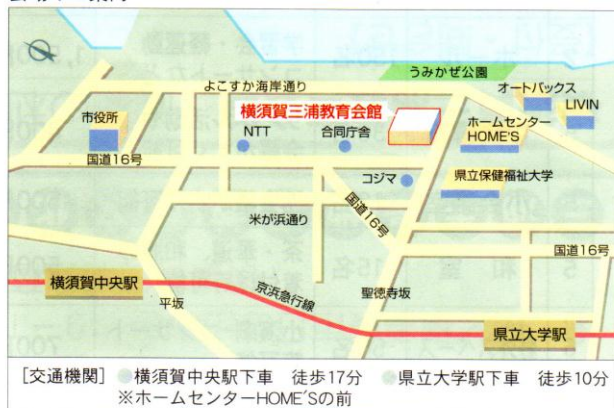 うみかぜ公園
オートバックス
LIVIN
よこすか海岸通り
横須賀三浦教育会館
市役所
NTT
合同庁舎
ホームセンター
HOME'S
国道16号
コジマ
県立保健福祉大学
米が浜通り
国道16号
国道16号
横須賀中央駅
京浜急行線
聖徳寺坂
平坂
県立大学駅
[交通機関] ●横須賀中央駅下車 徒歩17分 ●県立大学駅下車 徒歩10分
※ホームセンターHOME'Sの前